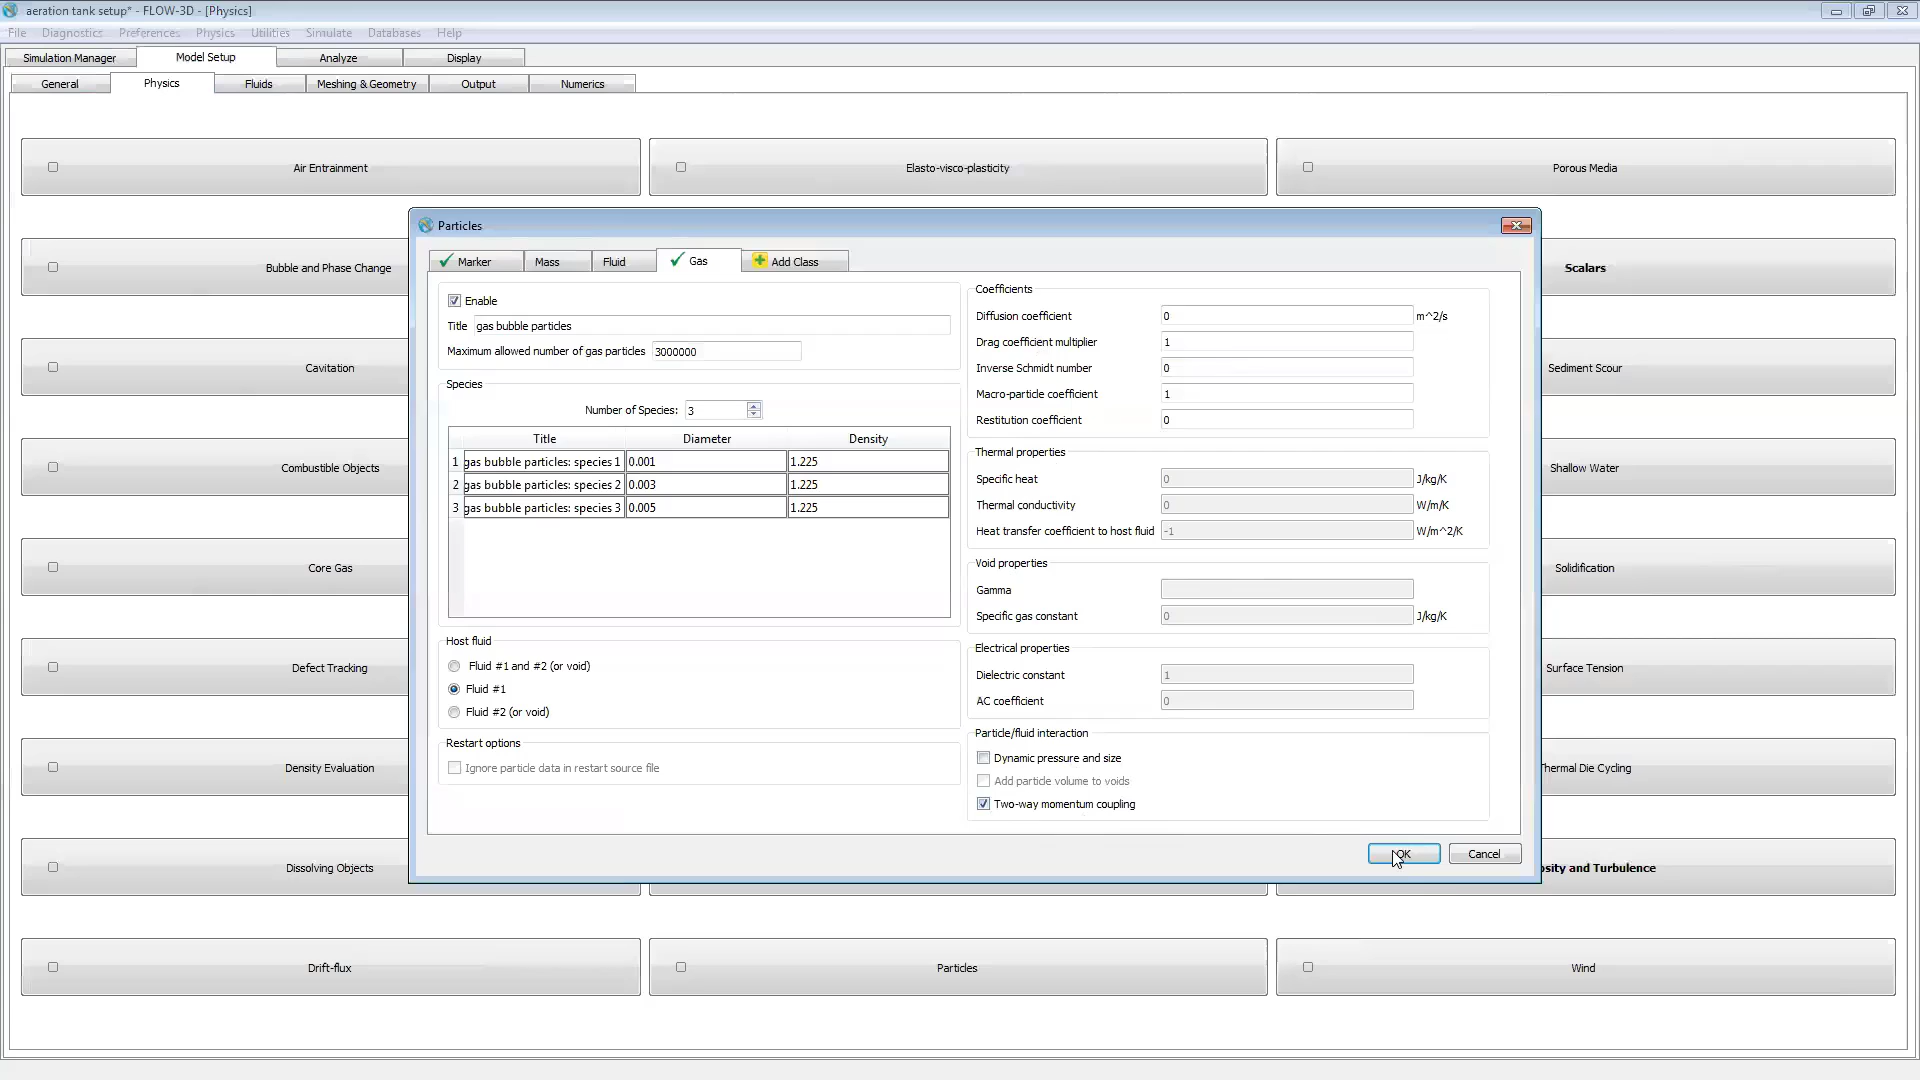 aeration tank setup* - FLOW-3D - [Physics]
File Diagnostics Preferences Physics Utilities Simulate Databases Help
Simulation Manager Model Setup Analyze Display
General Physics Fluids Meshing & Geometry Output Numerics
Air Entrainment Elasto-visco-plasticity Porous Media
Bubble and Phase Change Scalars
Cavitation Sediment Scour
Combustible Objects Shallow Water
Core Gas Solidification
Defect Tracking Surface Tension
Density Evaluation Thermal Die Cycling
Dissolving Objects osity and Turbulence
Drift-flux Particles Wind
Particles
Marker Mass Fluid Gas Add Class
Enable
Title gas bubble particles
Maximum allowed number of gas particles 3000000
Species
Number of Species: 3
Title Diameter Density
1 gas bubble particles: species 1 0.001 1.225
2 gas bubble particles: species 2 0.003 1.225
3 gas bubble particles: species 3 0.005 1.225
Host fluid
Fluid #1 and #2 (or void)
Fluid #1
Fluid #2 (or void)
Restart options
Ignore particle data in restart source file
Coefficients
Diffusion coefficient 0 m^2/s
Drag coefficient multiplier 1
Inverse Schmidt number 0
Macro-particle coefficient 1
Restitution coefficient 0
Thermal properties
Specific heat 0 J/kg/K
Thermal conductivity 0 W/m/K
Heat transfer coefficient to host fluid -1 W/m^2/K
Void properties
Gamma
Specific gas constant 0 J/kg/K
Electrical properties
Dielectric constant 1
AC coefficient 0
Particle/fluid interaction
Dynamic pressure and size
Add particle volume to voids
Two-way momentum coupling
OK Cancel